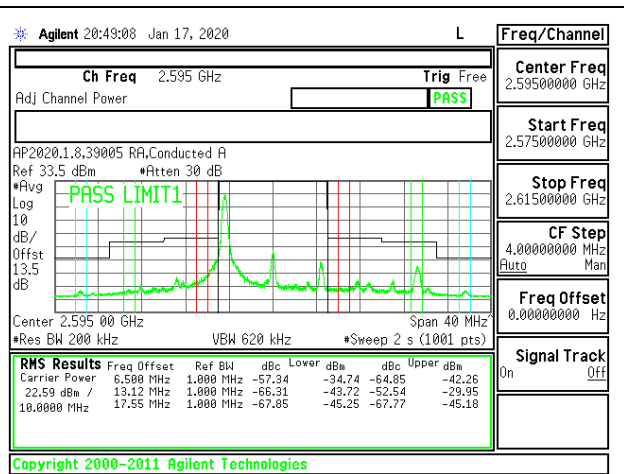 Agilent 20:49:08 Jan 17, 2020 L
Freq/Channel
Ch Freq 2.595 GHz Trig Free
Adj Channel Power PASS
AP2020.1.8,39005 RA,Conducted A
Ref 33.5 dBm #Atten 30 dB
#Avg
Log
10
dB/
Offst
13.5
dB
PASS LIMIT1
Center 2.595 00 GHz Span 40 MHz^
#Res BW 200 kHz VBW 620 kHz #Sweep 2 s (1001 pts)
RMS Results Freq Offset Ref BW dBc Lower dBm dBc Upper dBm
Carrier Power 6.500 MHz 1.000 MHz -57.34 -34.74 -64.85 -42.26
22.59 dBm / 13.12 MHz 1.000 MHz -66.31 -43.72 -52.54 -29.95
10.0000 MHz 17.55 MHz 1.000 MHz -67.85 -45.25 -67.77 -45.18
Copyright 2000-2011 Agilent Technologies
Center Freq
2.59500000 GHz
Start Freq
2.57500000 GHz
Stop Freq
2.61500000 GHz
CF Step
4.00000000 MHz
Auto Man
Freq Offset
0.00000000 Hz
Signal Track
On Off